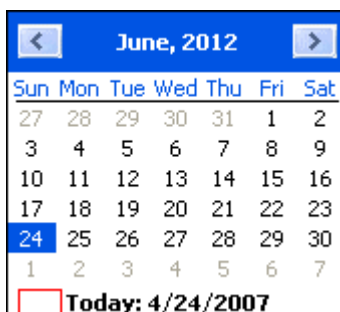 June, 2012
Sun Mon Tue Wed Thu Fri Sat
27 28 29 30 31 1 2
3 4 5 6 7 8 9
10 11 12 13 14 15 16
17 18 19 20 21 22 23
24 25 26 27 28 29 30
1 2 3 4 5 6 7
Today: 4/24/2007